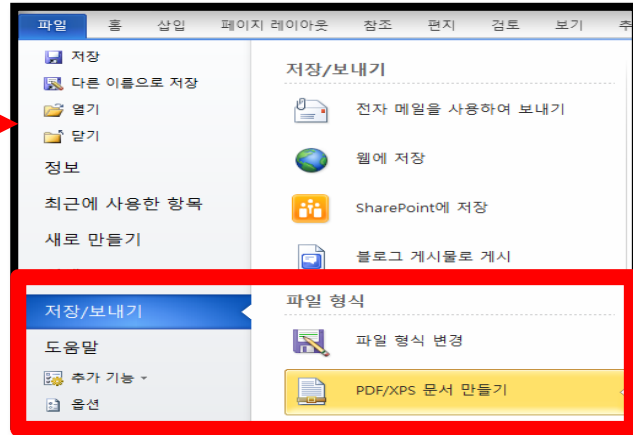 파일 홈 삽입 페이지 레이아웃 참조 편지 검토 보기
저장
다른 이름으로 저장
열기
닫기
정보
최근에 사용한 항목
새로 만들기
저장/보내기
도움말
추가 기능
옵션
저장/보내기
전자 메일을 사용하여 보내기
웹에 저장
SharePoint에 저장
블로그 게시물로 게시
파일 형식
파일 형식 변경
PDF/XPS 문서 만들기